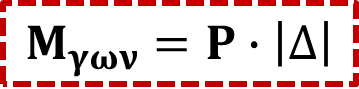 M_γων = P · |Δ|